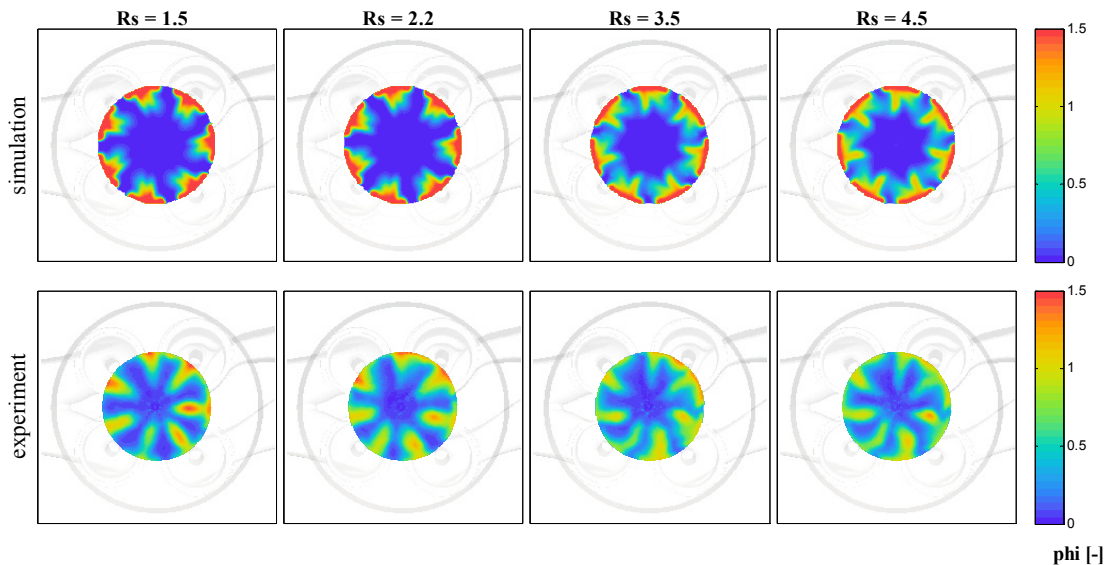 Rs = 1.5
Rs = 2.2
Rs = 3.5
Rs = 4.5
simulation
1.5
1
0.5
0
experiment
1.5
1
0.5
0
phi [-]